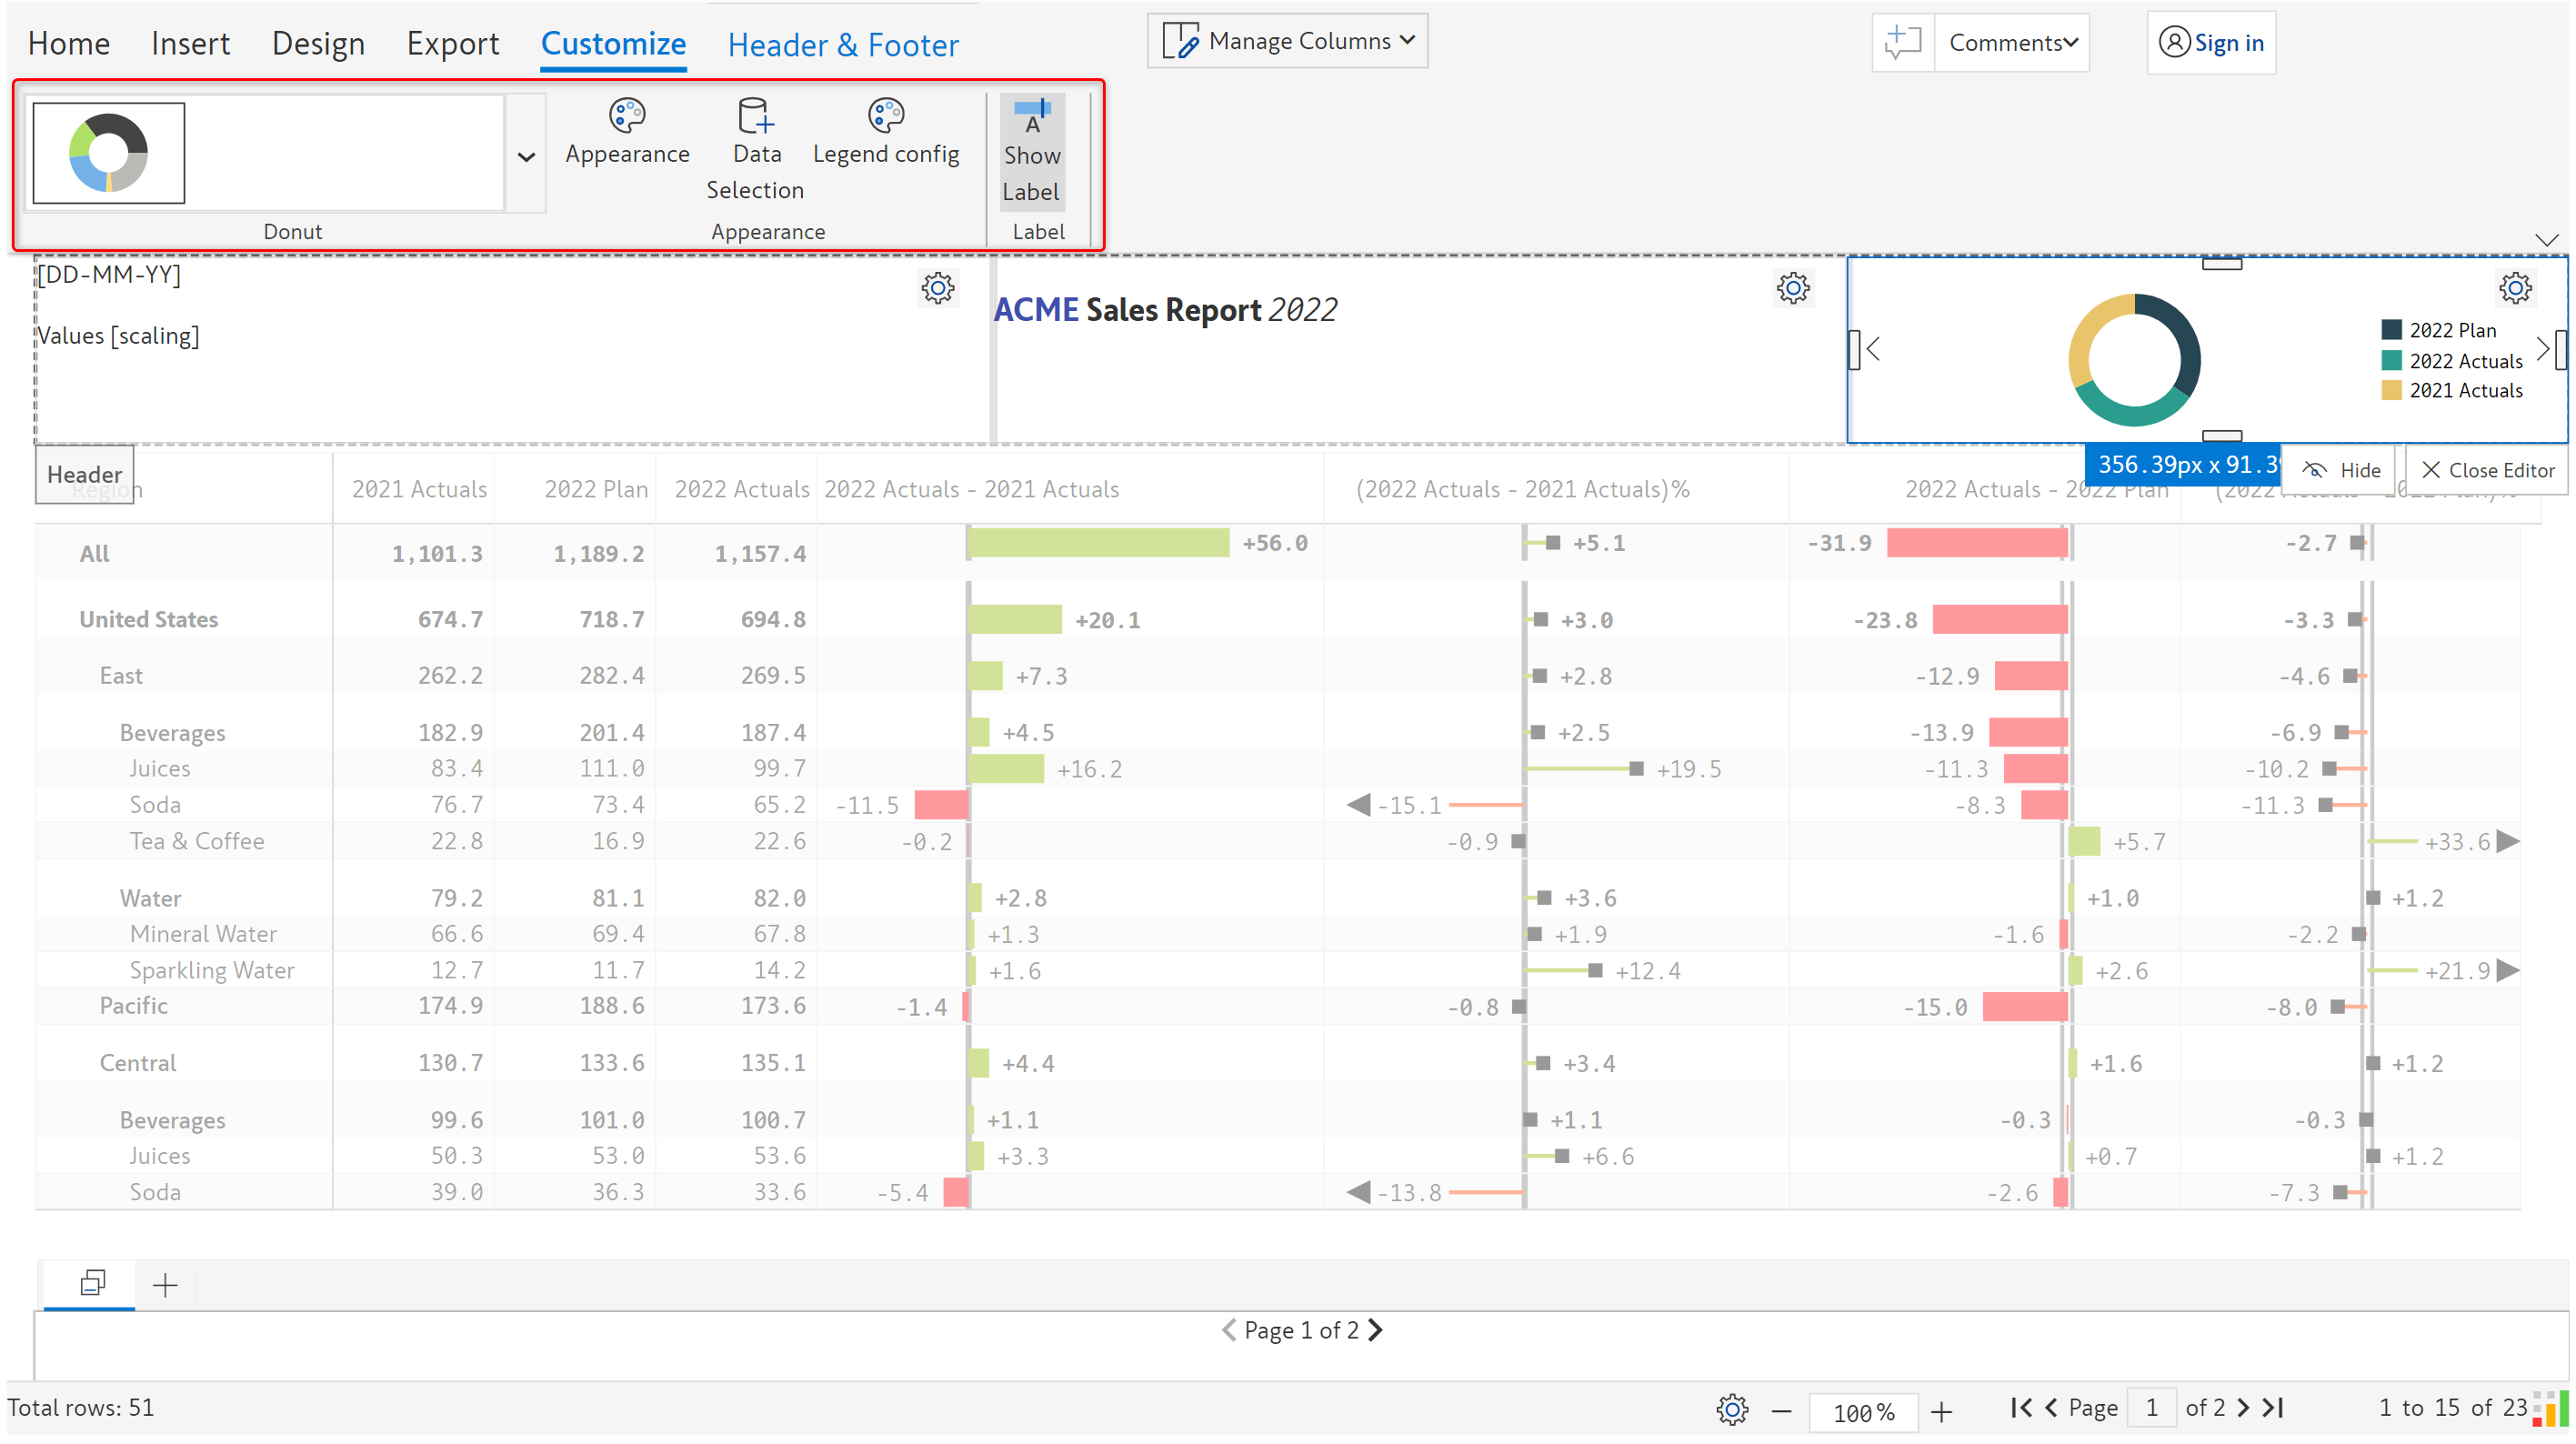 Home Insert Design Export Customize Header & Footer Manage Columns Comments Sign in
Appearance Data Selection Legend config Show Label
Donut Appearance Label
[DD-MM-YY]
Values [scaling]
ACME Sales Report 2022
2022 Plan
2022 Actuals
2021 Actuals
Header
356.39px x 91.39 Hide Close Editor
Region 2021 Actuals 2022 Plan 2022 Actuals 2022 Actuals - 2021 Actuals (2022 Actuals - 2021 Actuals)% 2022 Actuals - 2022 Plan (2022 Actuals - 2022 Plan)%
All 1,101.3 1,189.2 1,157.4 +56.0 +5.1 -31.9 -2.7
United States 674.7 718.7 694.8 +20.1 +3.0 -23.8 -3.3
East 262.2 282.4 269.5 +7.3 +2.8 -12.9 -4.6
Beverages 182.9 201.4 187.4 +4.5 +2.5 -13.9 -6.9
Juices 83.4 111.0 99.7 +16.2 +19.5 -11.3 -10.2
Soda 76.7 73.4 65.2 -11.5 -15.1 -8.3 -11.3
Tea & Coffee 22.8 16.9 22.6 -0.2 -0.9 +5.7 +33.6
Water 79.2 81.1 82.0 +2.8 +3.6 +1.0 +1.2
Mineral Water 66.6 69.4 67.8 +1.3 +1.9 -1.6 -2.2
Sparkling Water 12.7 11.7 14.2 +1.6 +12.4 +2.6 +21.9
Pacific 174.9 188.6 173.6 -1.4 -0.8 -15.0 -8.0
Central 130.7 133.6 135.1 +4.4 +3.4 +1.6 +1.2
Beverages 99.6 101.0 100.7 +1.1 +1.1 -0.3 -0.3
Juices 50.3 53.0 53.6 +3.3 +6.6 +0.7 +1.2
Soda 39.0 36.3 33.6 -5.4 -13.8 -2.6 -7.3
Page 1 of 2
Total rows: 51 100% Page 1 of 2 1 to 15 of 23